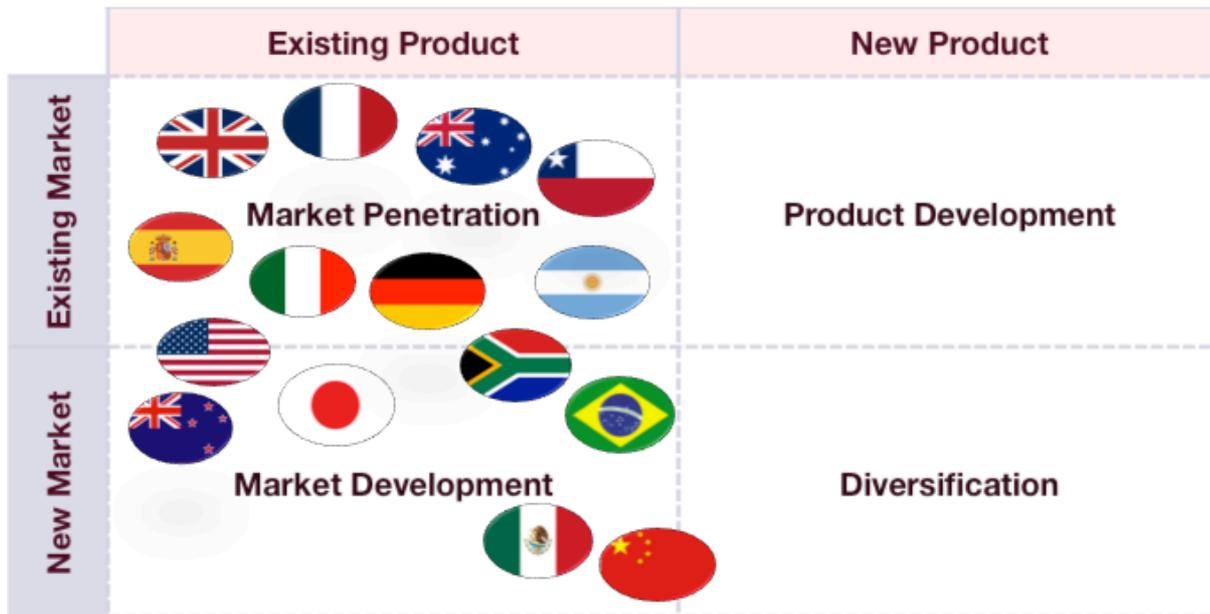 Existing Product
New Product
Existing Market
Market Penetration
Product Development
New Market
Market Development
Diversification